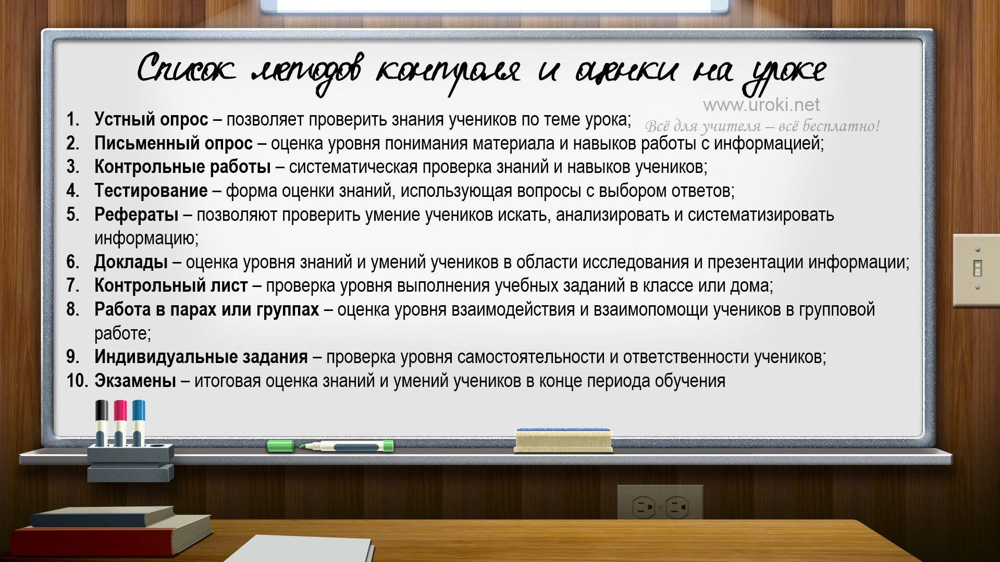 Список методов контроля и оценки на уроке
www.uroki.net
Всё для учителя – всё бесплатно!
1. Устный опрос – позволяет проверить знания учеников по теме урока;
2. Письменный опрос – оценка уровня понимания материала и навыков работы с информацией;
3. Контрольные работы – систематическая проверка знаний и навыков учеников;
4. Тестирование – форма оценки знаний, использующая вопросы с выбором ответов;
5. Рефераты – позволяют проверить умение учеников искать, анализировать и систематизировать
информацию;
6. Доклады – оценка уровня знаний и умений учеников в области исследования и презентации информации;
7. Контрольный лист – проверка уровня выполнения учебных заданий в классе или дома;
8. Работа в парах или группах – оценка уровня взаимодействия и взаимопомощи учеников в групповой
работе;
9. Индивидуальные задания – проверка уровня самостоятельности и ответственности учеников;
10. Экзамены – итоговая оценка знаний и умений учеников в конце периода обучения